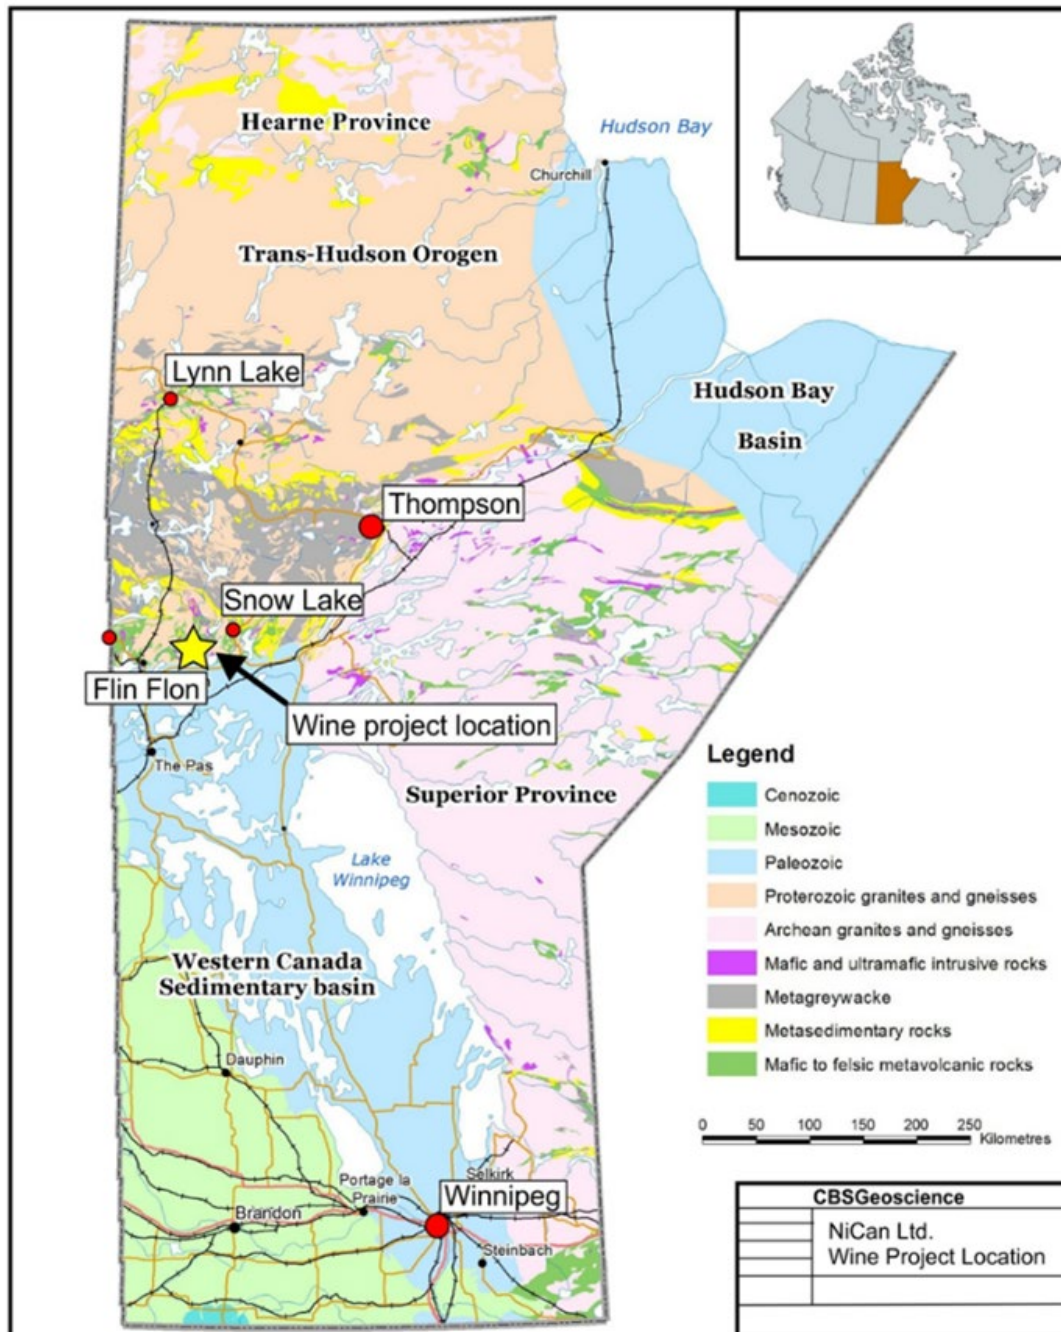 Hearne Province
Hudson Bay
Churchill
Trans-Hudson Orogen
Lynn Lake
Hudson Bay
Basin
Thompson
Snow Lake
Flin Flon
Wine project location
The Pas
Superior Province
Lake
Winnipeg
Western Canada
Sedimentary basin
Dauphin
Portage la
Prairie
Selkirk
Winnipeg
Brandon
Steinbach
Legend
Cenozoic
Mesozoic
Paleozoic
Proterozoic granites and gneisses
Archean granites and gneisses
Mafic and ultramafic intrusive rocks
Metagreywacke
Metasedimentary rocks
Mafic to felsic metavolcanic rocks
0 50 100 150 200 250
Kilometres
CBSGeoscience
NiCan Ltd.
Wine Project Location